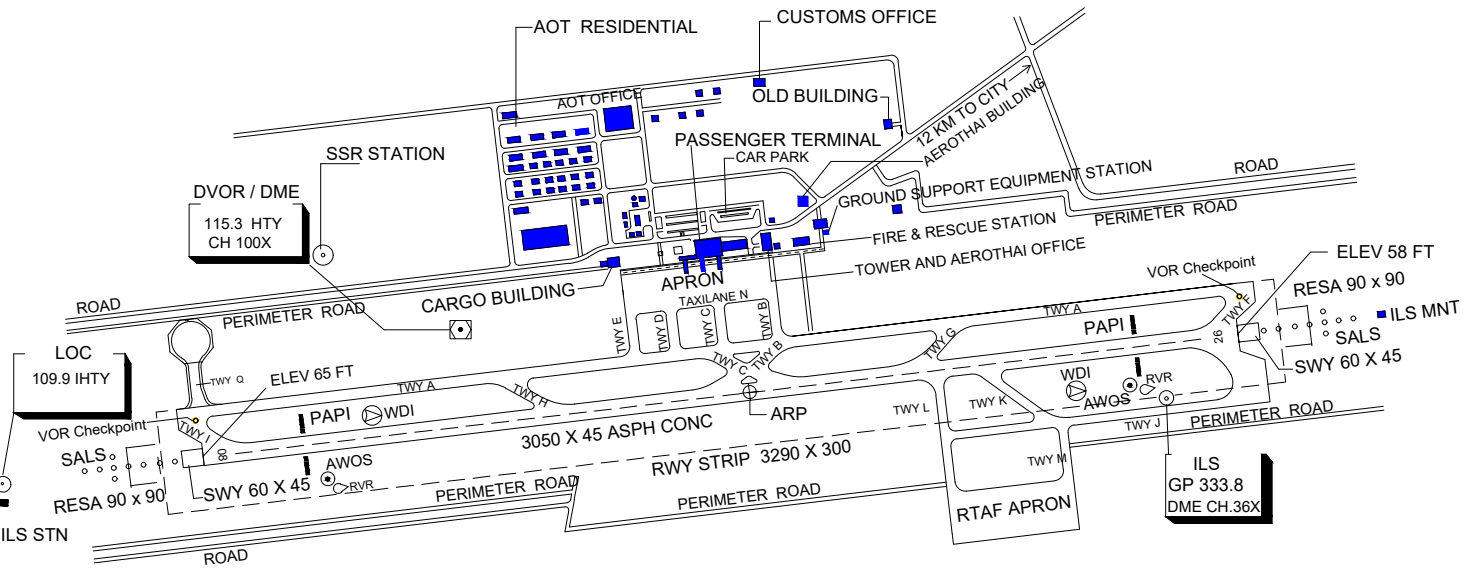 AOT RESIDENTIAL
CUSTOMS OFFICE
AOT OFFICE
OLD BUILDING
12 KM TO CITY
AEROTHAI BUILDING
PASSENGER TERMINAL
CAR PARK
SSR STATION
GROUND SUPPORT EQUIPMENT STATION
ROAD
DVOR / DME
115.3 HTY
CH 100X
PERIMETER ROAD
FIRE & RESCUE STATION
TOWER AND AEROTHAI OFFICE
ELEV 58 FT
VOR Checkpoint
RESA 90 x 90
APRON
CARGO BUILDING
TAXILANE N
ROAD
PERIMETER ROAD
TWY E
TWY D
TWY C
TWY B
TWY A
TWY F
PAPI
26
ILS MNT
SALS
SWY 60 X 45
TWY G
TWY B
TWY C
LOC
109.9 IHTY
TWY Q
ELEV 65 FT
TWY A
TWY H
WDI
RVR
AWOS
ARP
PAPI
WDI
VOR Checkpoint
TWY I
TWY L
TWY K
TWY J
PERIMETER ROAD
3050 X 45 ASPH CONC
SALS
08
AWOS
RVR
RWY STRIP 3290 X 300
TWY M
ILS
GP 333.8
DME CH.36X
RESA 90 x 90
SWY 60 X 45
PERIMETER ROAD
PERIMETER ROAD
RTAF APRON
ILS STN
ROAD